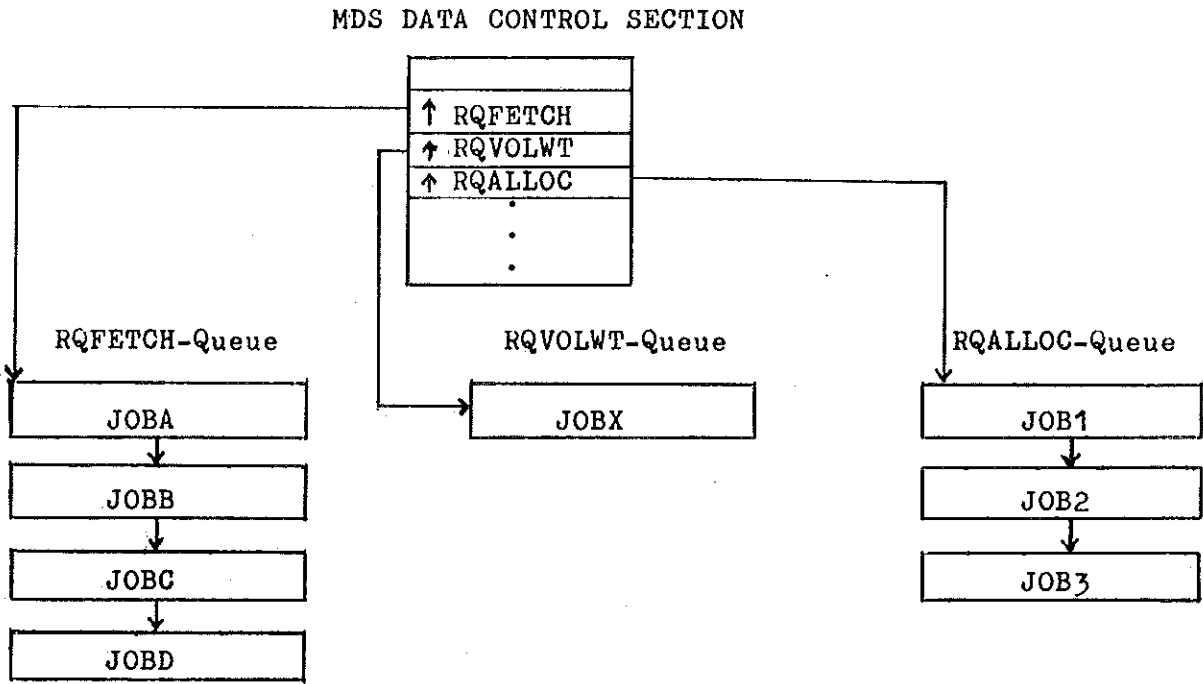 MDS DATA CONTROL SECTION
↑ RQFETCH
↑ RQVOLWT
↑ RQALLOC
.
.
.
RQFETCH-Queue
RQVOLWT-Queue
RQALLOC-Queue
JOBA
JOBX
JOB1
JOBB
JOB2
JOBC
JOB3
JOBD